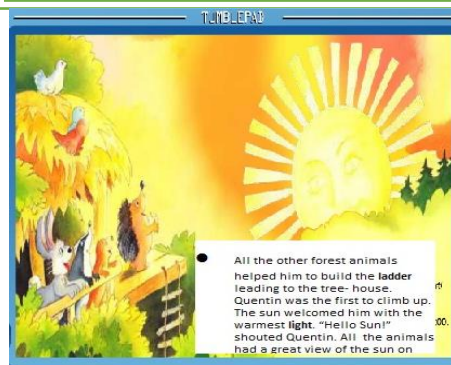 TUMBLEPAD
All the other forest animals
helped him to build the ladder
leading to the tree- house.
Quentin was the first to climb up.
The sun welcomed him with the
warmest light. “Hello Sun!”
shouted Quentin. All the animals
had a great view of the sun on